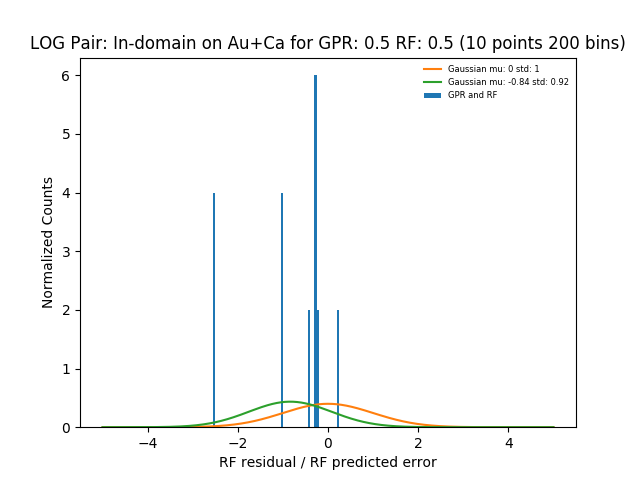 LOG Pair: In-domain on Au+Ca for GPR: 0.5 RF: 0.5 (10 points 200 bins)
Gaussian mu: 0 std: 1
Gaussian mu: -0.84 std: 0.92
GPR and RF
Normalized Counts
6
5
4
3
2
1
0
−4
−2
0
2
4
RF residual / RF predicted error